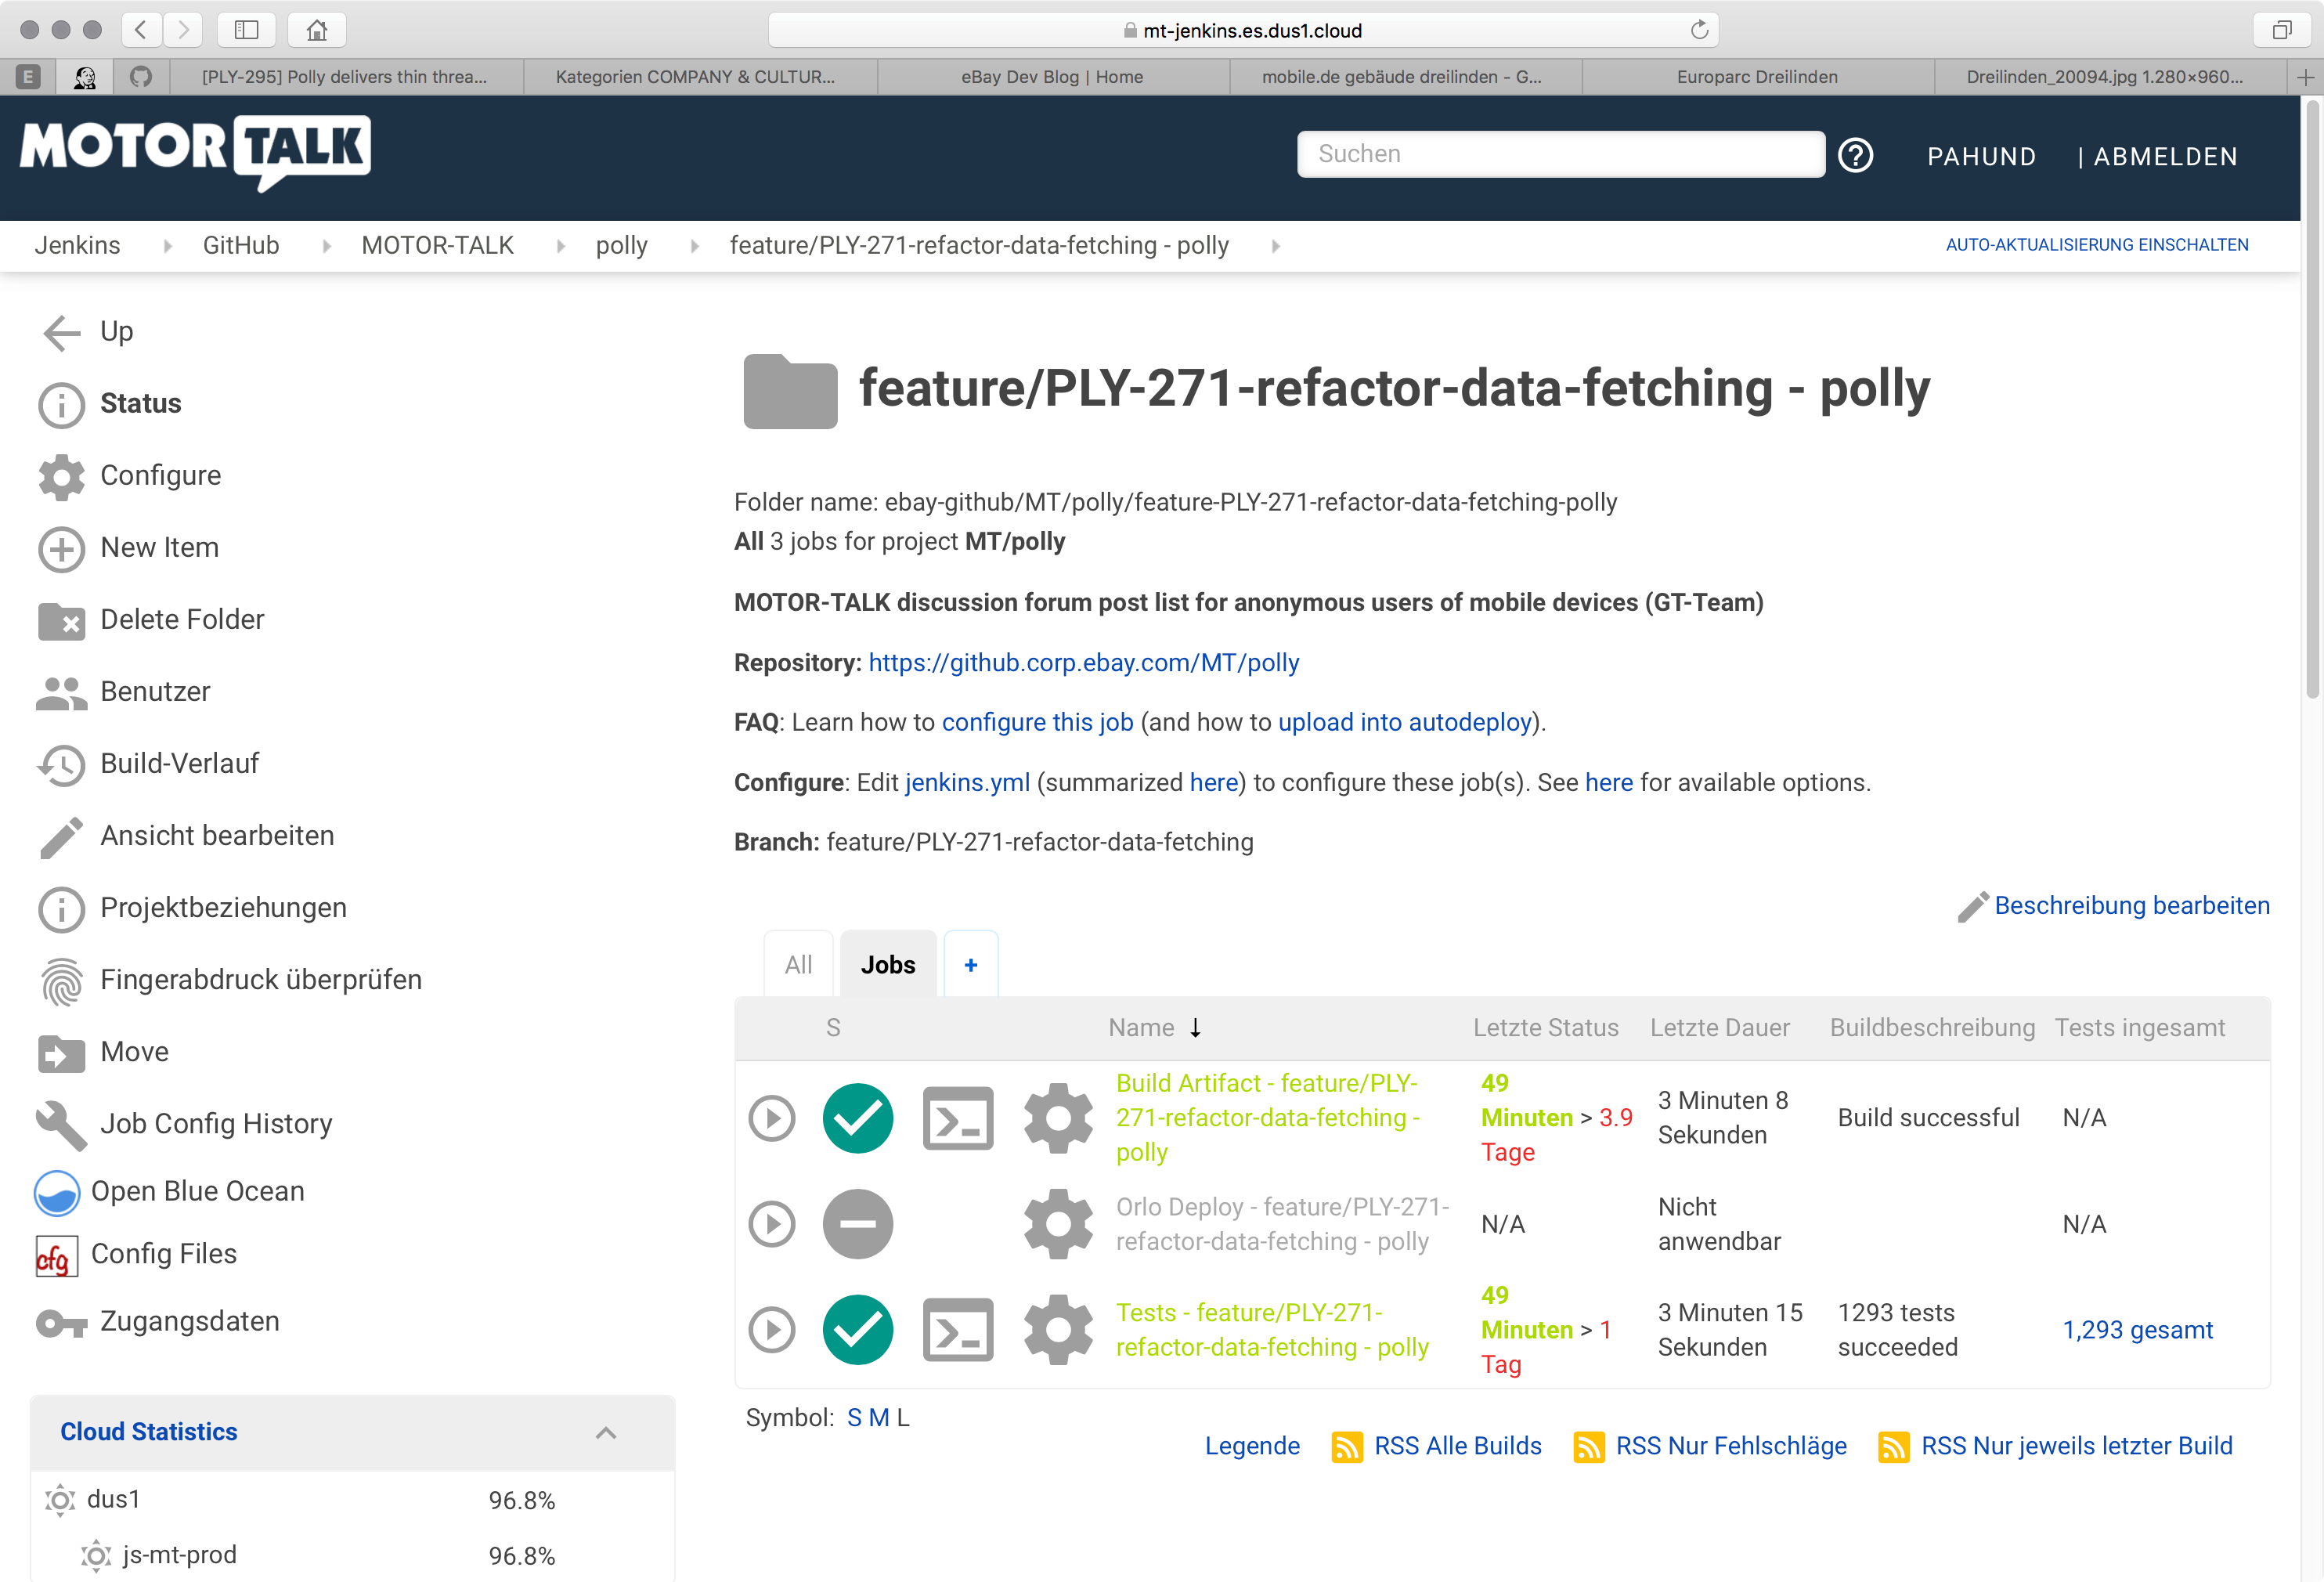 mt-jenkins.es.dus1.cloud
E
[PLY-295] Polly delivers thin threa...
Kategorien COMPANY & CULTUR...
eBay Dev Blog | Home
mobile.de gebäude dreilinden - G...
Europarc Dreilinden
Dreilinden_20094.jpg 1.280×960...
MOTOR TALK
Suchen
?
PAHUND
| ABMELDEN
Jenkins
GitHub
MOTOR-TALK
polly
feature/PLY-271-refactor-data-fetching - polly
AUTO-AKTUALISIERUNG EINSCHALTEN
Up
Status
Configure
New Item
Delete Folder
Benutzer
Build-Verlauf
Ansicht bearbeiten
Projektbeziehungen
Fingerabdruck überprüfen
Move
Job Config History
Open Blue Ocean
cfg
Config Files
Zugangsdaten
Cloud Statistics
dus1 96.8%
js-mt-prod 96.8%
feature/PLY-271-refactor-data-fetching - polly
Folder name: ebay-github/MT/polly/feature-PLY-271-refactor-data-fetching-polly
All 3 jobs for project MT/polly
MOTOR-TALK discussion forum post list for anonymous users of mobile devices (GT-Team)
Repository: https://github.corp.ebay.com/MT/polly
FAQ: Learn how to configure this job (and how to upload into autodeploy).
Configure: Edit jenkins.yml (summarized here) to configure these job(s). See here for available options.
Branch: feature/PLY-271-refactor-data-fetching
Beschreibung bearbeiten
All
Jobs
+
S
Name ↓
Letzte Status
Letzte Dauer
Buildbeschreibung
Tests ingesamt
Build Artifact - feature/PLY-
271-refactor-data-fetching -
polly
49
Minuten > 3.9
Tage
3 Minuten 8
Sekunden
Build successful
N/A
Orlo Deploy - feature/PLY-271-
refactor-data-fetching - polly
N/A
Nicht
anwendbar
N/A
Tests - feature/PLY-271-
refactor-data-fetching - polly
49
Minuten > 1
Tag
3 Minuten 15
Sekunden
1293 tests
succeeded
1,293 gesamt
Symbol: S M L
Legende
RSS Alle Builds
RSS Nur Fehlschläge
RSS Nur jeweils letzter Build